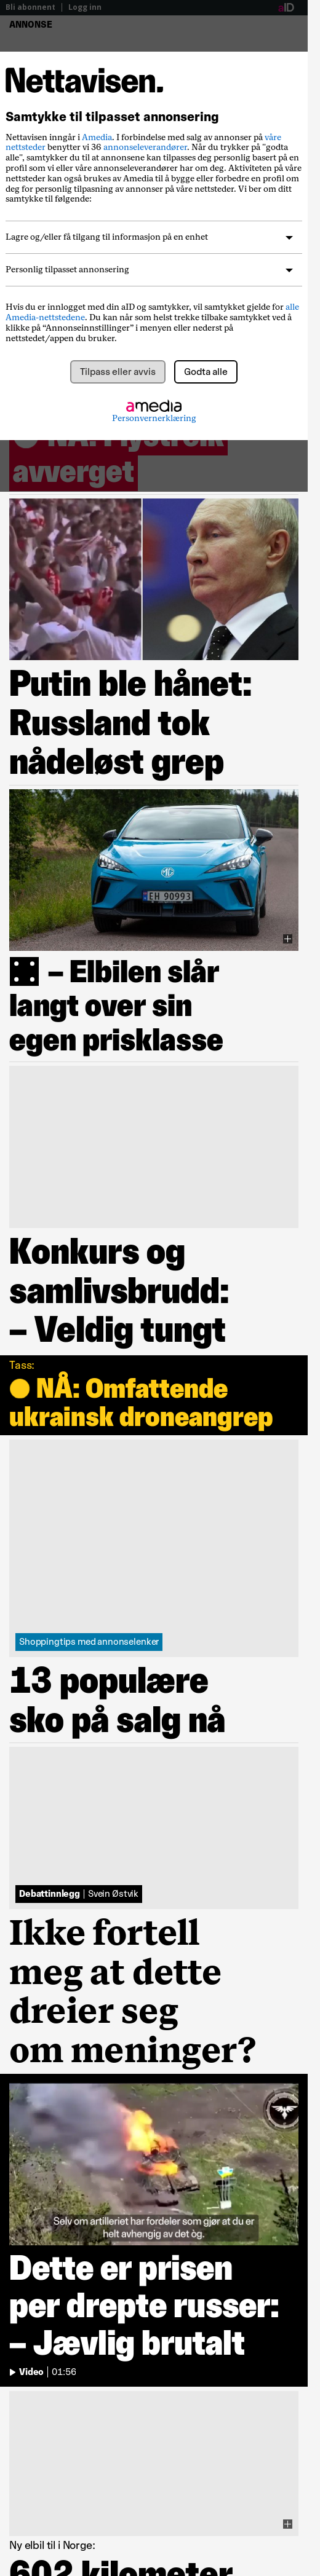 Bli abonnent | Logg inn
aID
ANNONSE
Nettavisen.
Samtykke til tilpasset annonsering
Nettavisen inngår i Amedia. I forbindelse med salg av annonser på våre
nettsteder benytter vi 36 annonseleverandører. Når du trykker på "godta
alle", samtykker du til at annonsene kan tilpasses deg personlig basert på en
profil som vi eller våre annonseleverandører har om deg. Aktiviteten på våre
nettsteder kan også brukes av Amedia til å bygge eller forbedre en profil om
deg for personlig tilpasning av annonser på våre nettsteder. Vi ber om ditt
samtykke til følgende:
Lagre og/eller få tilgang til informasjon på en enhet
Personlig tilpasset annonsering
Hvis du er innlogget med din aID og samtykker, vil samtykket gjelde for alle
Amedia-nettstedene. Du kan når som helst trekke tilbake samtykket ved å
klikke på “Annonseinnstillinger” i menyen eller nederst på
nettstedet/appen du bruker.
Tilpass eller avvis
Godta alle
amedia
Personvernerklæring
avverget
Putin ble hånet:
Russland tok
nådeløst grep
MG
EH 90993
– Elbilen slår
langt over sin
egen prisklasse
Konkurs og
samlivsbrudd:
– Veldig tungt
Tass:
NÅ: Omfattende
ukrainsk droneangrep
Shoppingtips med annonselenker
13 populære
sko på salg nå
Debattinnlegg | Svein Østvik
Ikke fortell
meg at dette
dreier seg
om meninger?
Selv om artilleriet har fordeler som gjør at du er
helt avhengig av det òg.
Dette er prisen
per drepte russer:
– Jævlig brutalt
Video | 01:56
Ny elbil til i Norge:
602 kilometer